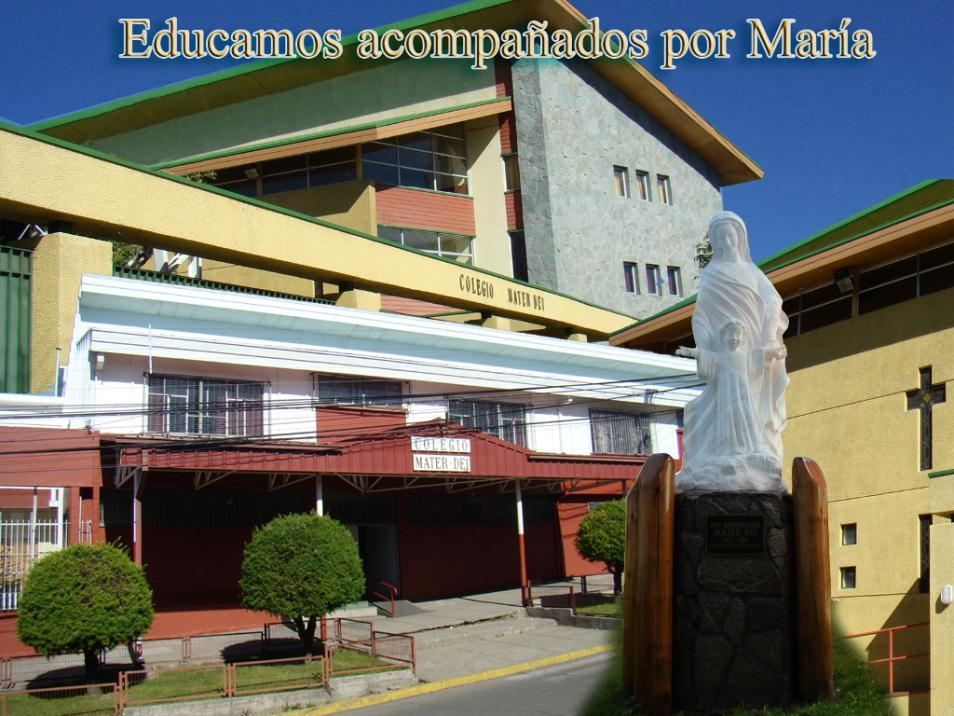 Educamos acompañados por María
COLEGIO MATER DEI
COLEGIO
MATER-DEI
MATER DEI